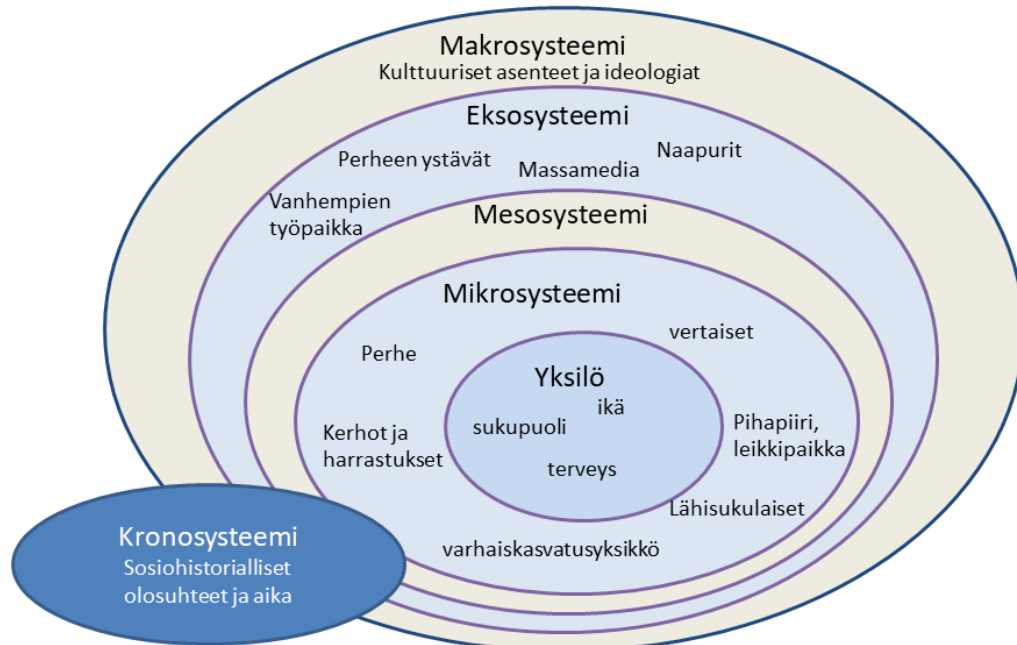 Makrosysteemi
Kulttuuriset asenteet ja ideologiat
Eksosysteemi
Perheen ystävät
Massamedia
Naapurit
Vanhempien
työpaikka
Mesosysteemi
Mikrosysteemi
Perhe
vertaiset
Yksilö
ikä
sukupuoli
terveys
Kerhot ja
harrastukset
Pihapiiri,
leikkipaikka
Lähisukulaiset
varhaiskasvatusyksikkö
Kronosysteemi
Sosiohistorialliset
olosuhteet ja aika